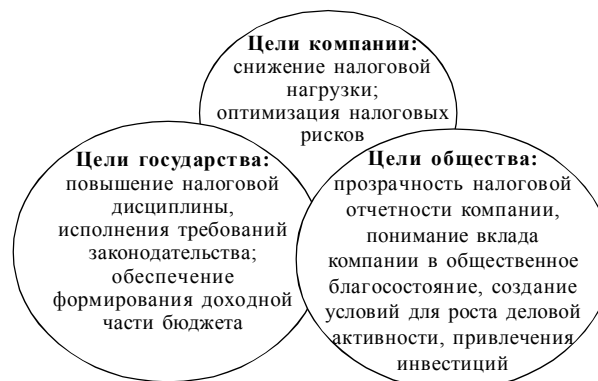 Цели компании:
снижение налоговой
нагрузки;
оптимизация налоговых
рисков
Цели государства:
повышение налоговой
дисциплины,
исполнения требований
законодательства;
обеспечение
формирования доходной
части бюджета
Цели общества:
прозрачность налоговой
отчетности компании,
понимание вклада
компании в общественное
благосостояние, создание
условий для роста деловой
активности, привлечения
инвестиций